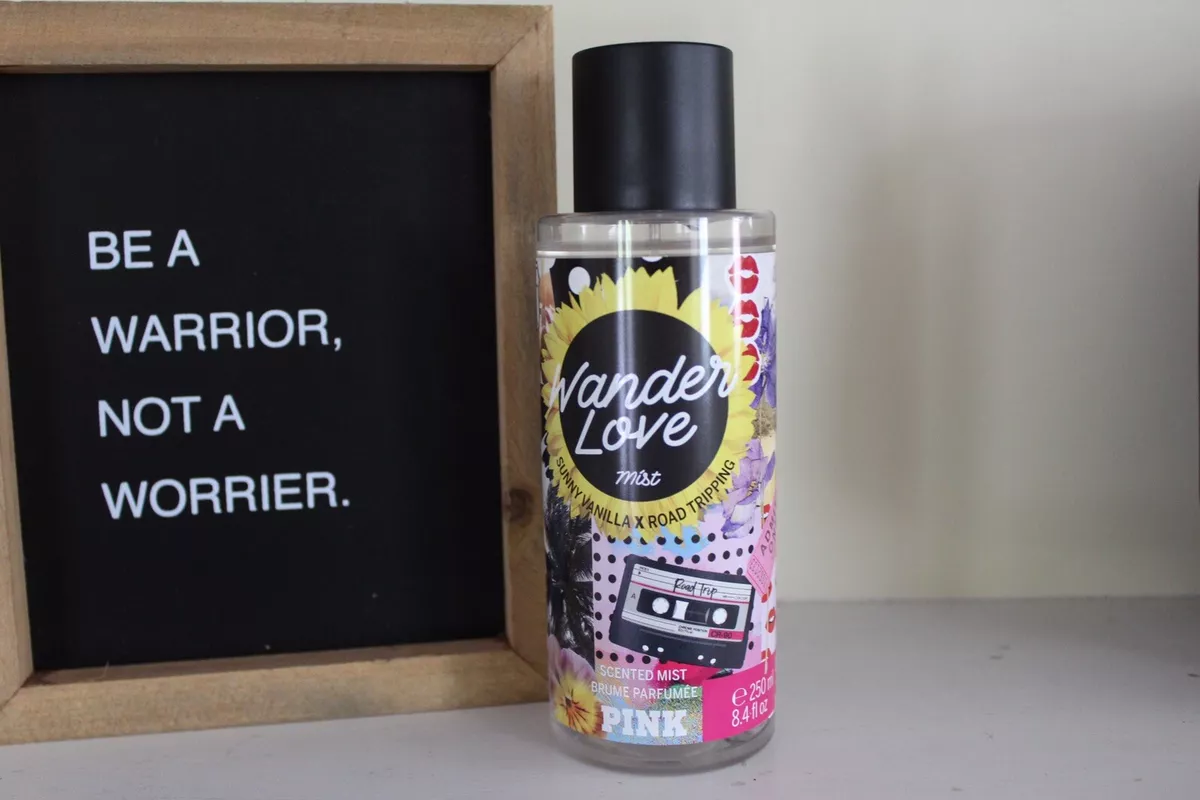 BE A
WARRIOR,
NOT A
WORRIER.
Wander
Love
Mist
SUNNY VANILLA X ROAD TRIPPING
Road Trip
A
SCENTED MIST
BRUME PARFUMÉE
PINK
e 250 m
8.4 fl oz